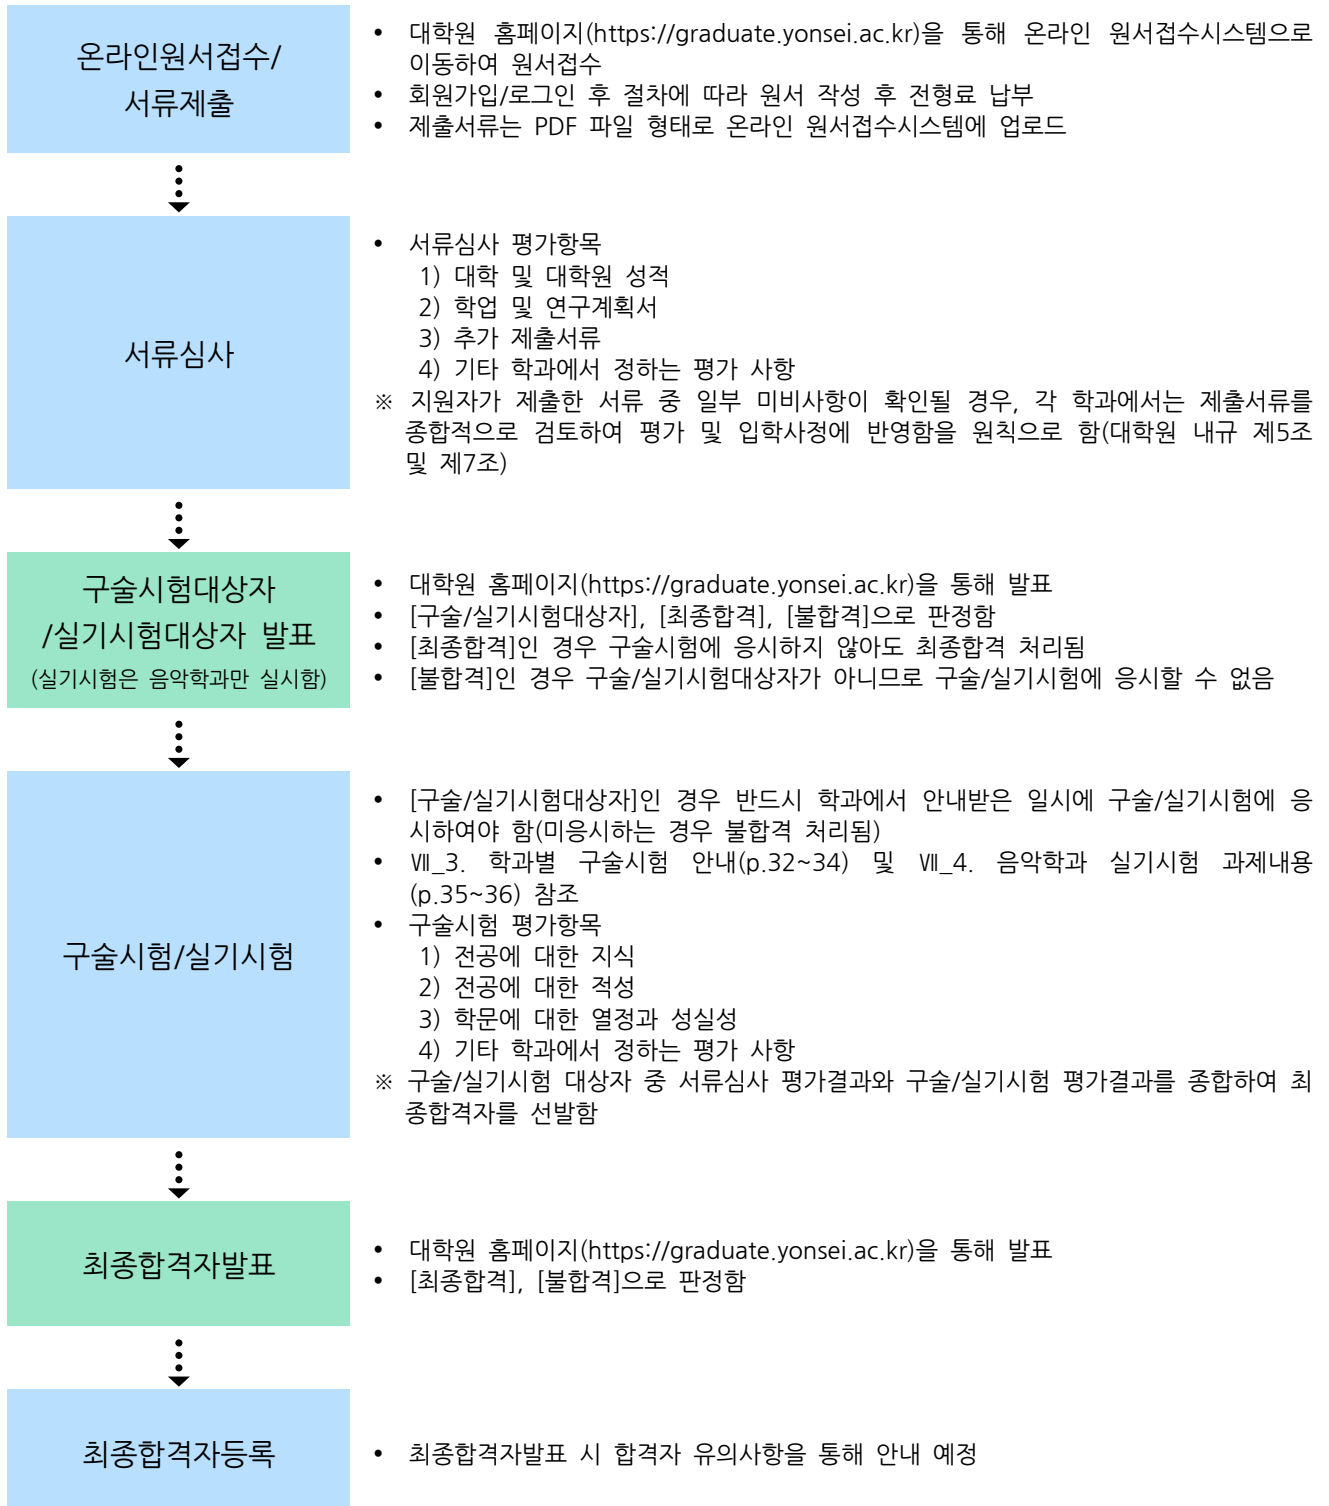 온라인원서접수/
서류제출
• 대학원 홈페이지(https://graduate.yonsei.ac.kr)을 통해 온라인 원서접수시스템으로
이동하여 원서접수
• 회원가입/로그인 후 절차에 따라 원서 작성 후 전형료 납부
• 제출서류는 PDF 파일 형태로 온라인 원서접수시스템에 업로드
서류심사
• 서류심사 평가항목
1) 대학 및 대학원 성적
2) 학업 및 연구계획서
3) 추가 제출서류
4) 기타 학과에서 정하는 평가 사항
※ 지원자가 제출한 서류 중 일부 미비사항이 확인될 경우, 각 학과에서는 제출서류를
종합적으로 검토하여 평가 및 입학사정에 반영함을 원칙으로 함(대학원 내규 제5조
및 제7조)
구술시험대상자
/실기시험대상자 발표
(실기시험은 음악학과만 실시함)
• 대학원 홈페이지(https://graduate.yonsei.ac.kr)을 통해 발표
• [구술/실기시험대상자], [최종합격], [불합격]으로 판정함
• [최종합격]인 경우 구술시험에 응시하지 않아도 최종합격 처리됨
• [불합격]인 경우 구술/실기시험대상자가 아니므로 구술/실기시험에 응시할 수 없음
구술시험/실기시험
• [구술/실기시험대상자]인 경우 반드시 학과에서 안내받은 일시에 구술/실기시험에 응
시하여야 함(미응시하는 경우 불합격 처리됨)
• Ⅶ_3. 학과별 구술시험 안내(p.32~34) 및 Ⅶ_4. 음악학과 실기시험 과제내용
(p.35~36) 참조
• 구술시험 평가항목
1) 전공에 대한 지식
2) 전공에 대한 적성
3) 학문에 대한 열정과 성실성
4) 기타 학과에서 정하는 평가 사항
※ 구술/실기시험 대상자 중 서류심사 평가결과와 구술/실기시험 평가결과를 종합하여 최
종합격자를 선발함
최종합격자발표
• 대학원 홈페이지(https://graduate.yonsei.ac.kr)을 통해 발표
• [최종합격], [불합격]으로 판정함
최종합격자등록
• 최종합격자발표 시 합격자 유의사항을 통해 안내 예정